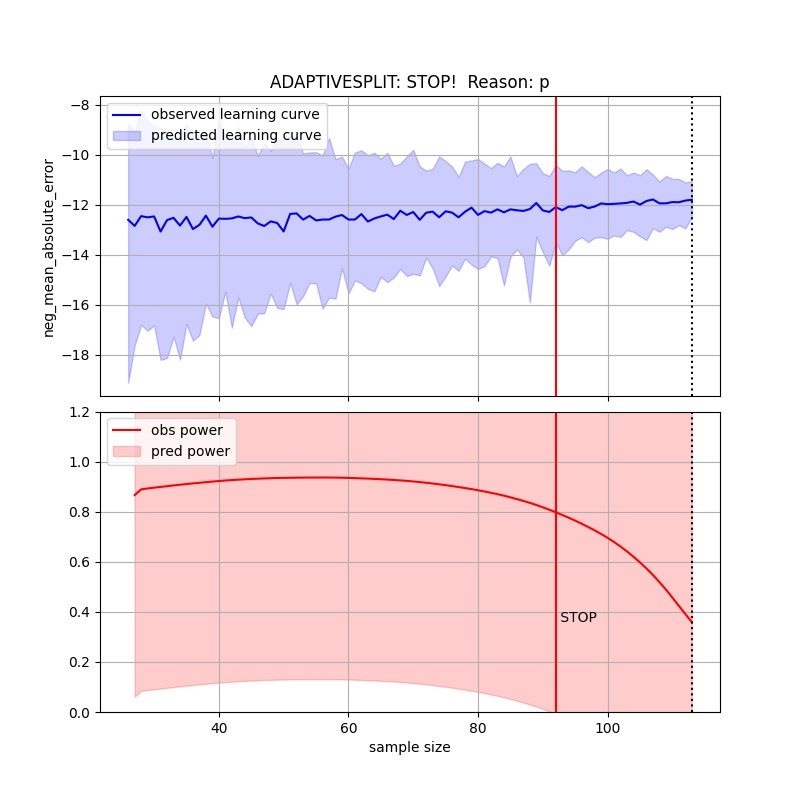 ADAPTIVESPLIT: STOP!  Reason: p
observed learning curve
predicted learning curve
neg_mean_absolute_error
−8
−10
−12
−14
−16
−18
obs power
pred power
1.2
1.0
0.8
0.6
0.4
0.2
0.0
STOP
40 60 80 100
sample size